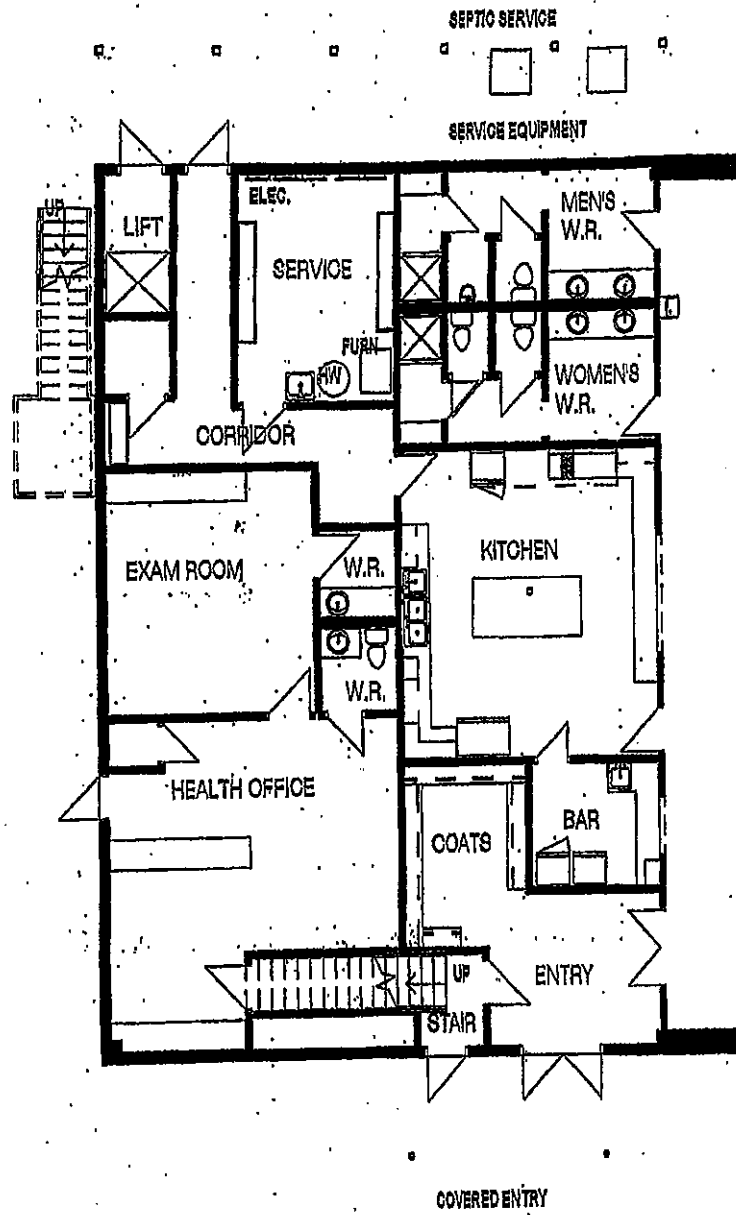 SEPTIC SERVICE
SERVICE EQUIPMENT
UP
ELEC.
LIFT
MEN'S
W.R.
SERVICE
FURN
HW
WOMEN'S
W.R.
CORRIDOR
EXAM ROOM
W.R.
KITCHEN
W.R.
HEALTH OFFICE
COATS
BAR
UP
ENTRY
STAIR
COVERED ENTRY